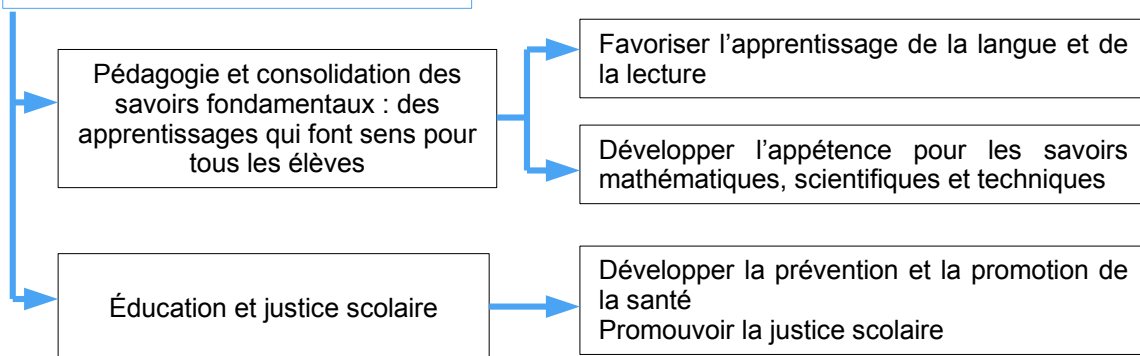 Pédagogie et consolidation des
savoirs fondamentaux : des
apprentissages qui font sens pour
tous les élèves
Favoriser l’apprentissage de la langue et de
la lecture
Développer l’appétence pour les savoirs
mathématiques, scientifiques et techniques
Éducation et justice scolaire
Développer la prévention et la promotion de
la santé
Promouvoir la justice scolaire